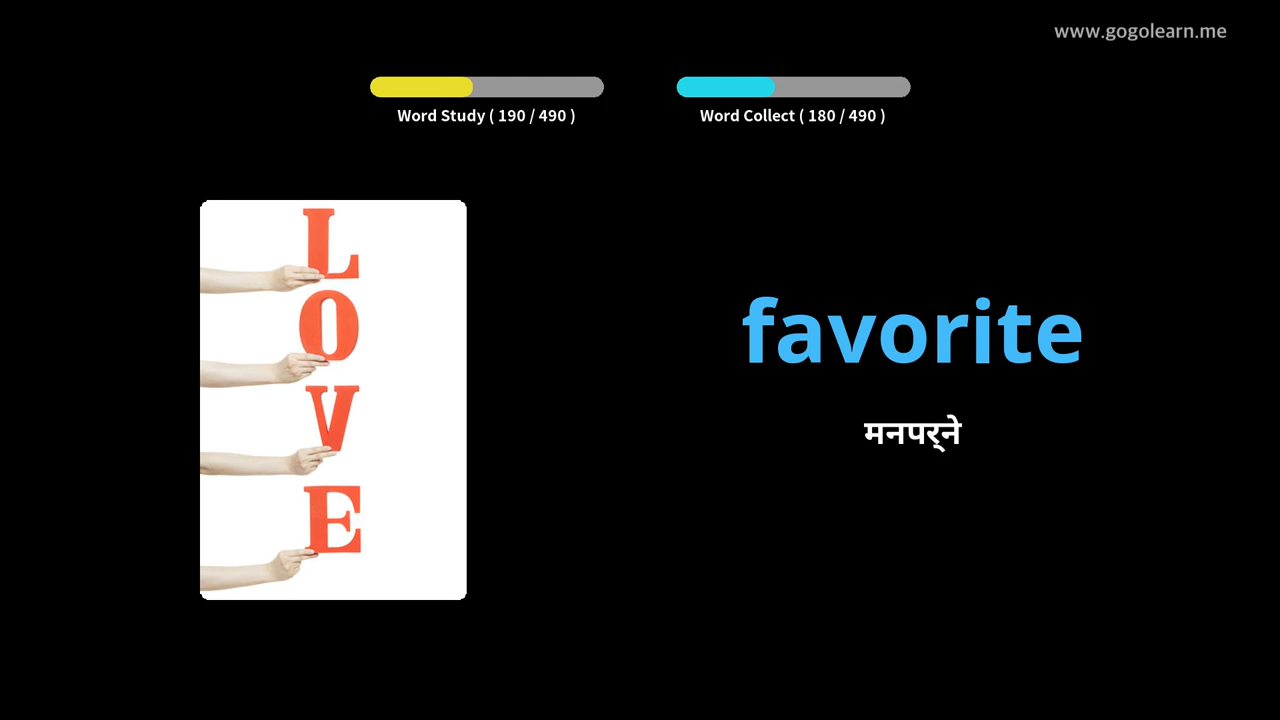 www.gogolearn.me
Word Study ( 190 / 490 )
Word Collect ( 180 / 490 )
L
O
V
E
favorite
मनपर्‌ने